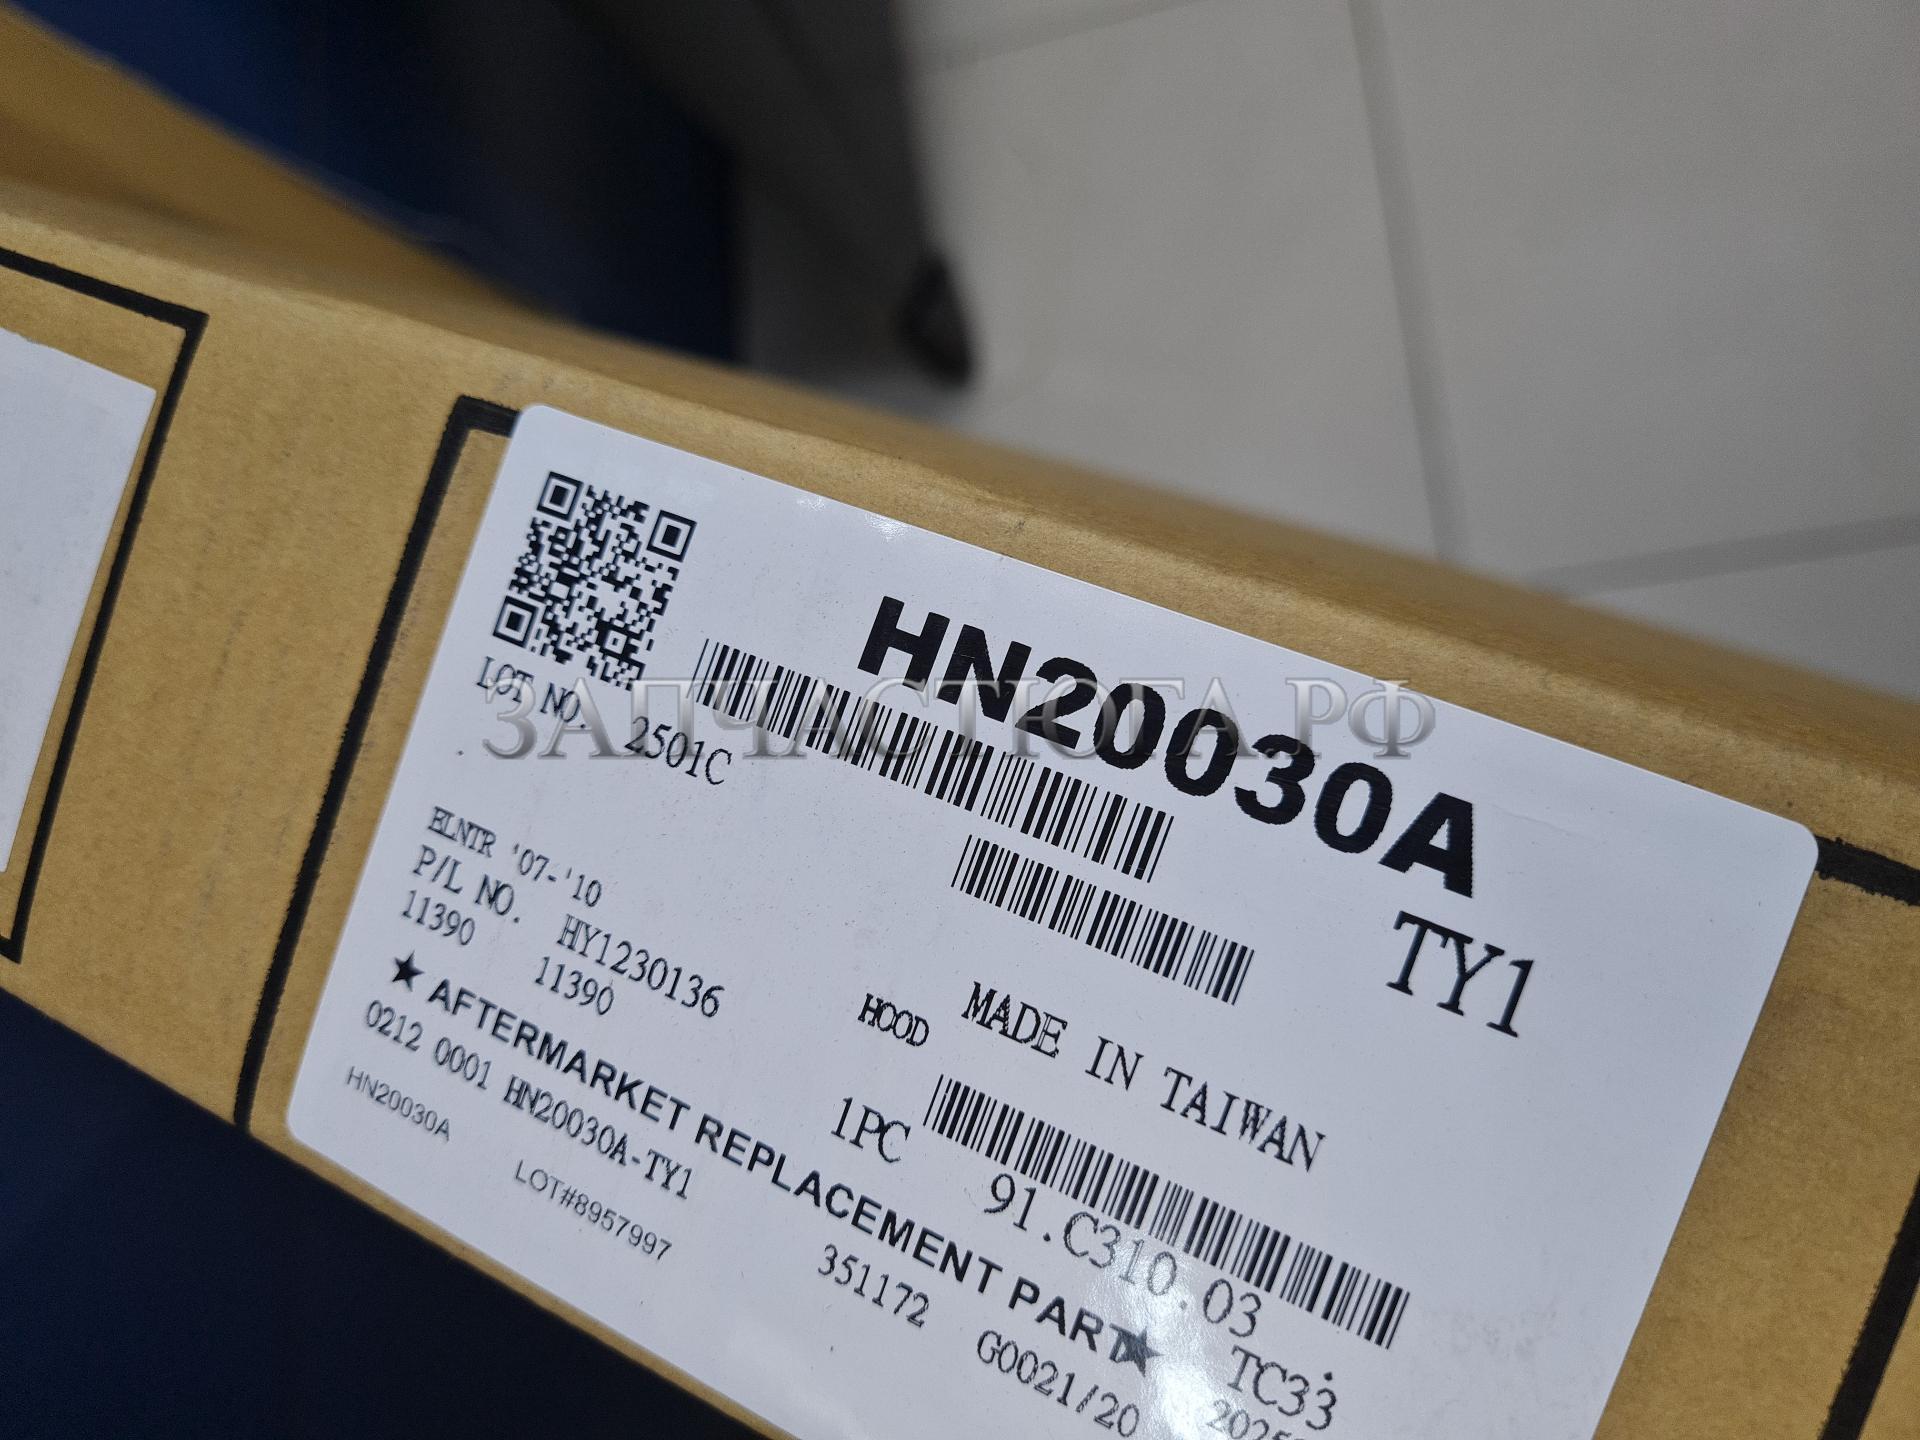 HN20030A
TY1
LOT NO. 2501C
ЗАПЧАСТЮГА.РФ
ELNTR '07-'10
P/L NO. HY1230136
11390 11390
HOOD
MADE IN TAIWAN
1PC
91.C310.03
★ AFTERMARKET REPLACEMENT PART★
0212 0001 HN20030A-TY1
351172
G0021/20
TC33
HN20030A
LOT#8957997